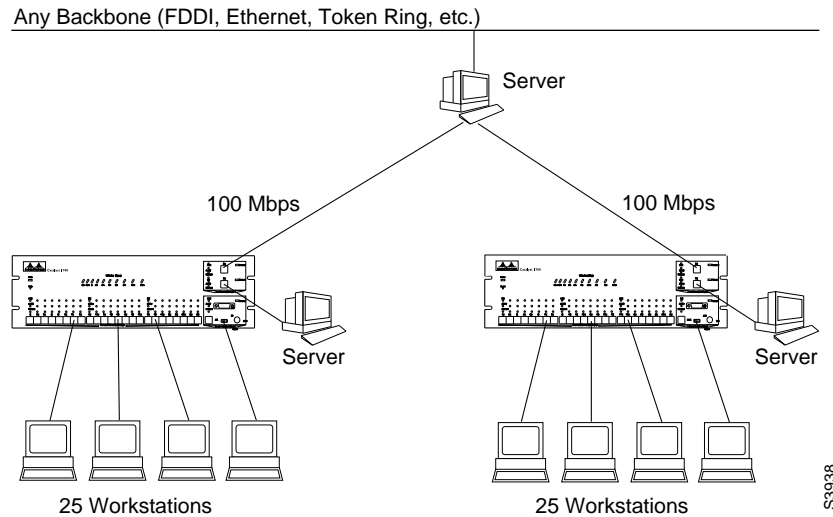 Any Backbone (FDDI, Ethernet, Token Ring, etc.)
Server
100 Mbps
100 Mbps
Server
Server
25 Workstations
25 Workstations
S3938